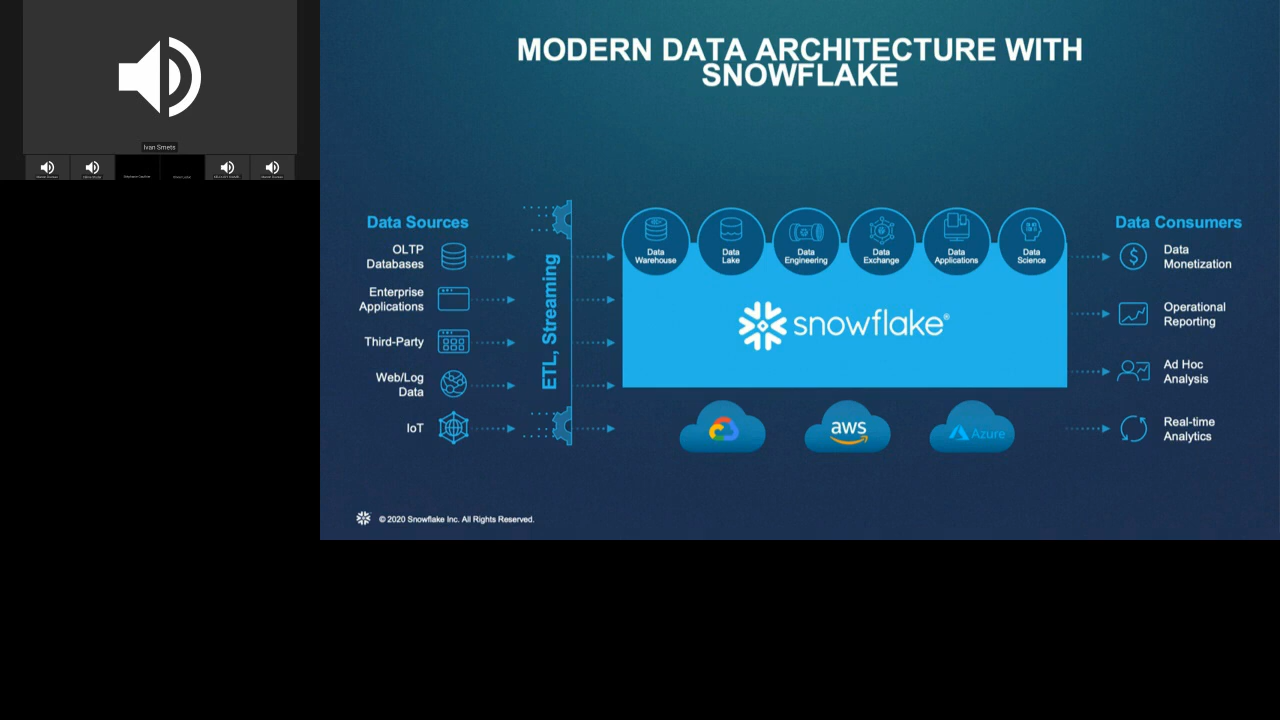 Ivan Smets
MODERN DATA ARCHITECTURE WITH
SNOWFLAKE
Data Sources
OLTP
Databases
Enterprise
Applications
Third-Party
Web/Log
Data
IoT
ETL, Streaming
Data
Warehouse
Data
Lake
Data
Engineering
Data
Exchange
Data
Applications
Data
Science
snowflake®
aws
Azure
Data Consumers
Data
Monetization
Operational
Reporting
Ad Hoc
Analysis
Real-time
Analytics
© 2020 Snowflake Inc. All Rights Reserved.